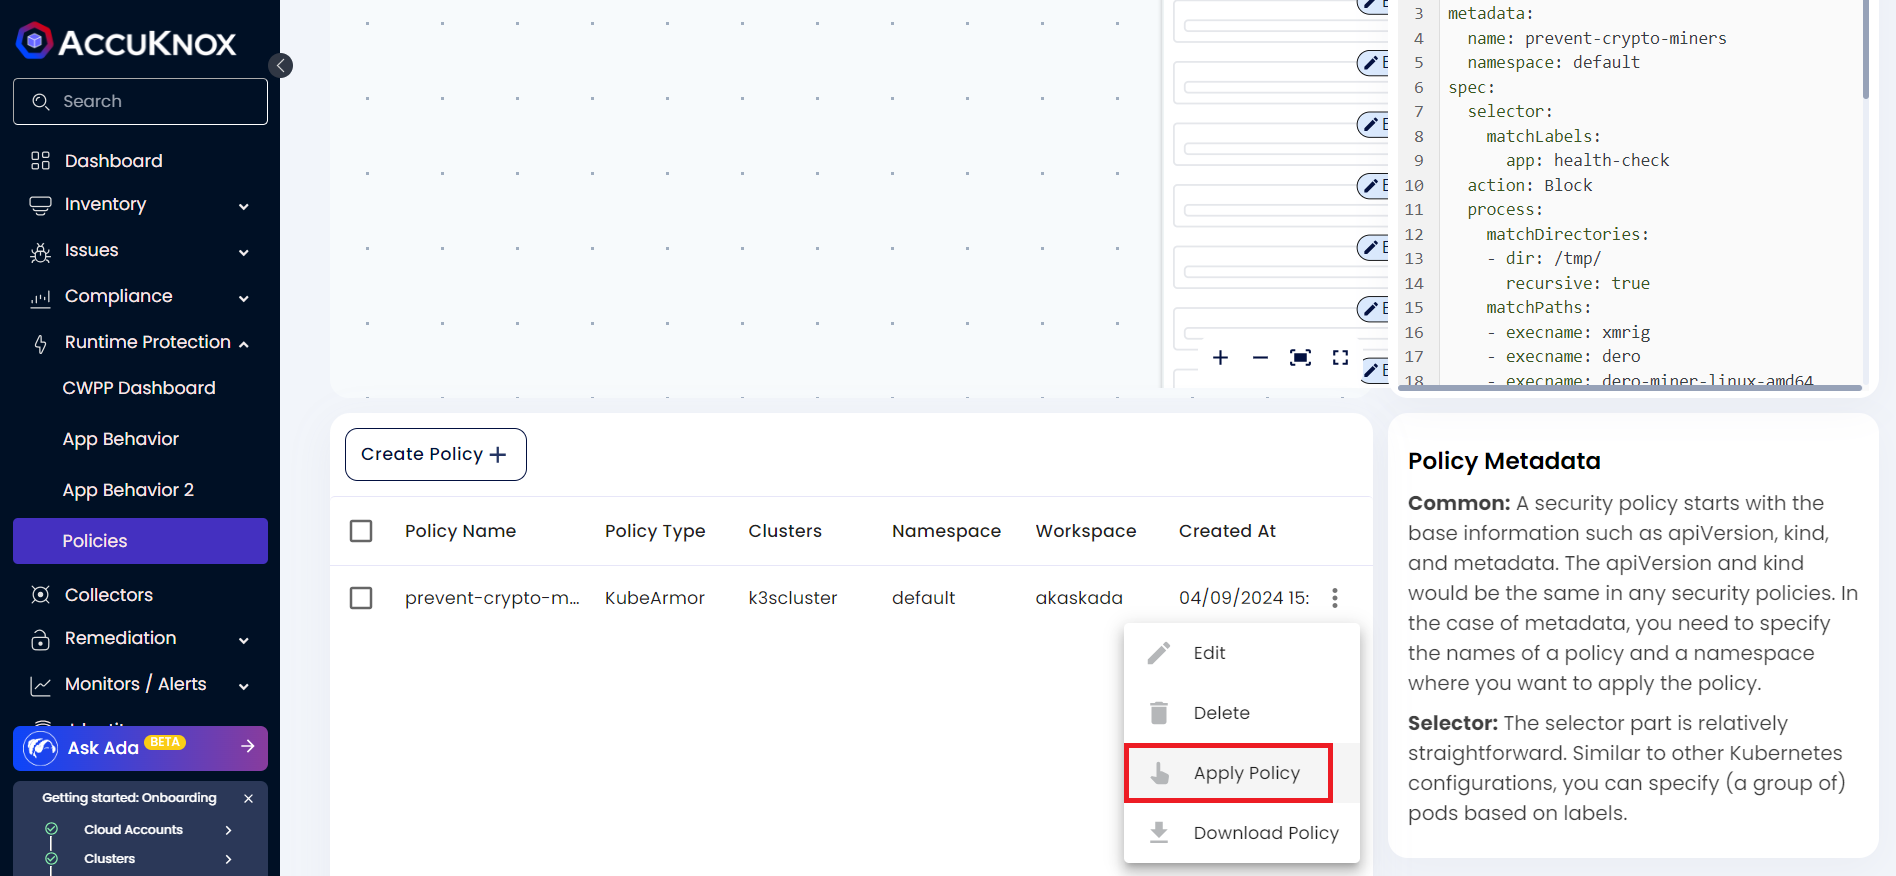 ACCUKNOX
Search
Dashboard
Inventory
Issues
Compliance
Runtime Protection
CWPP Dashboard
App Behavior
App Behavior 2
Policies
Collectors
Remediation
Monitors / Alerts
Ask Ada BETA
Getting started: Onboarding
Cloud Accounts
Clusters
3 metadata:
4 name: prevent-crypto-miners
5 namespace: default
6 spec:
7 selector:
8 matchLabels:
9 app: health-check
10 action: Block
11 process:
12 matchDirectories:
13 - dir: /tmp/
14 recursive: true
15 matchPaths:
16 - execname: xmrig
17 - execname: dero
18 - execname: dero-miner-linux-amd64
Create Policy +
Policy Name Policy Type Clusters Namespace Workspace Created At
prevent-crypto-m... KubeArmor k3scluster default akaskada 04/09/2024 15:
Edit
Delete
Apply Policy
Download Policy
Policy Metadata
Common: A security policy starts with the
base information such as apiVersion, kind,
and metadata. The apiVersion and kind
would be the same in any security policies. In
the case of metadata, you need to specify
the names of a policy and a namespace
where you want to apply the policy.
Selector: The selector part is relatively
straightforward. Similar to other Kubernetes
configurations, you can specify (a group of)
pods based on labels.